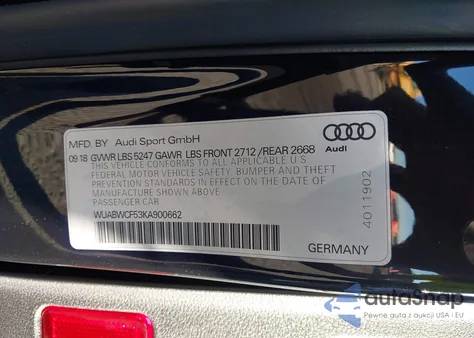 MFD. BY Audi Sport GmbH
Audi
09.18 GVWR LBS 5247 GAWR LBS FRONT 2712 /REAR 2668
THIS VEHICLE CONFORMS TO ALL APPLICABLE U.S
FEDERAL MOTOR VEHICLE SAFETY, BUMPER AND THEFT
PREVENTION STANDARDS IN EFFECT ON THE DATE OF
MANUFACTURE SHOWN ABOVE.
PASSENGER CAR
WUABWCF53KA900662
4011902
GERMANY
autoSnap
Pewne auta z aukcji USA i EU